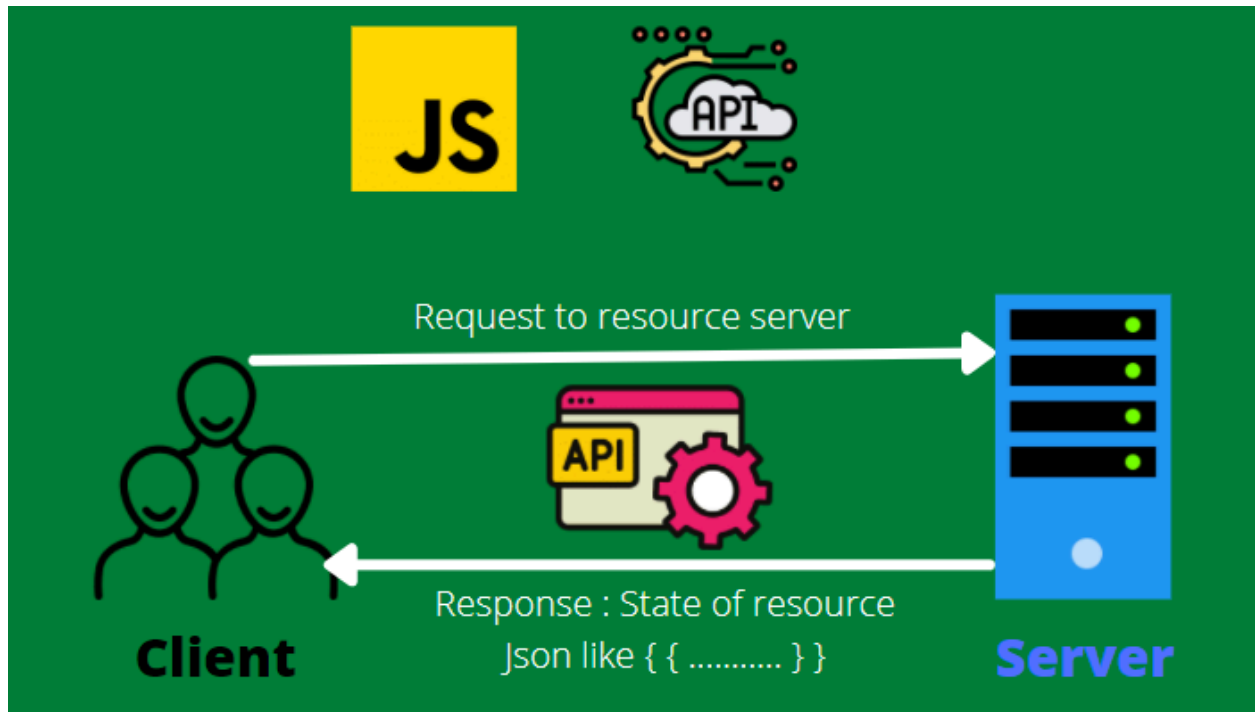 JS
API
Request to resource server
API
Response : State of resource
Json like { { ........... } }
Client
Server